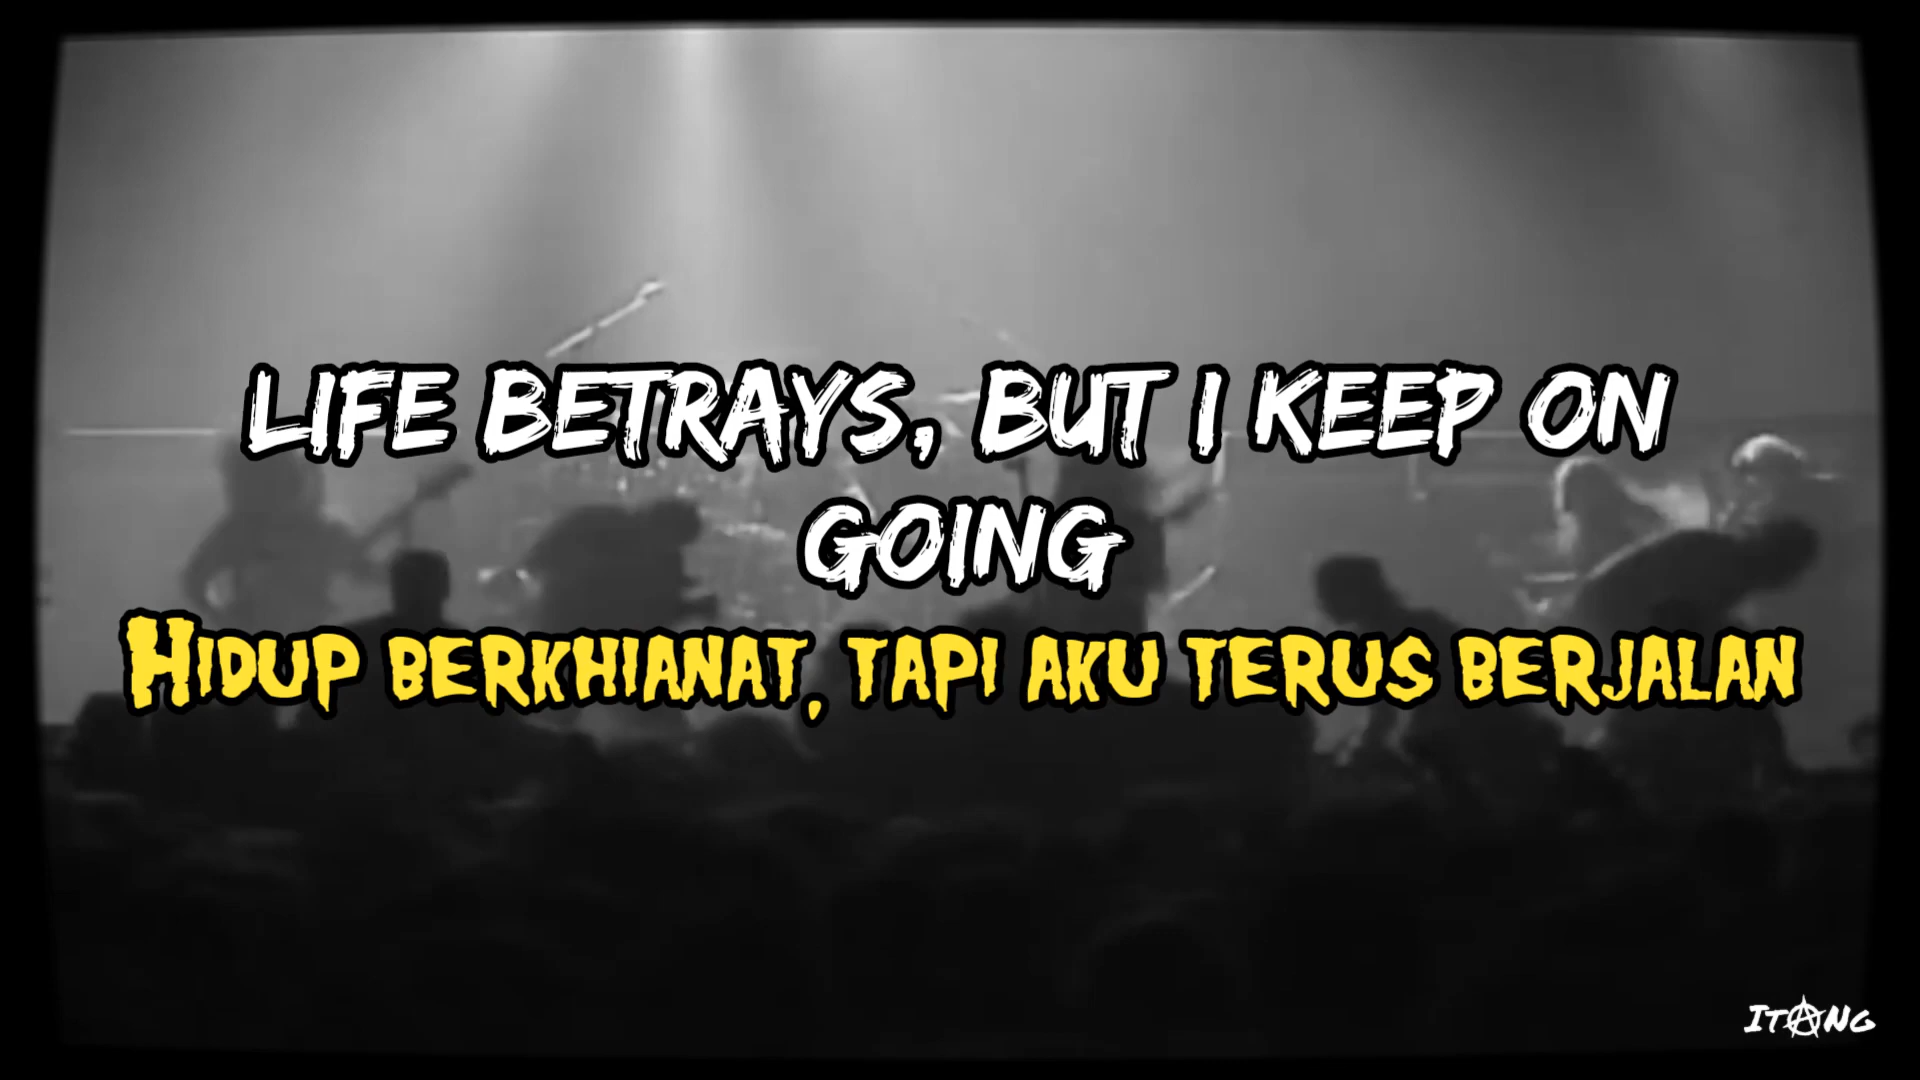 LIFE BETRAYS, BUT I KEEP ON
GOING
HIDUP BERKHIANAT, TAPI AKU TERUS BERJALAN
ITANG